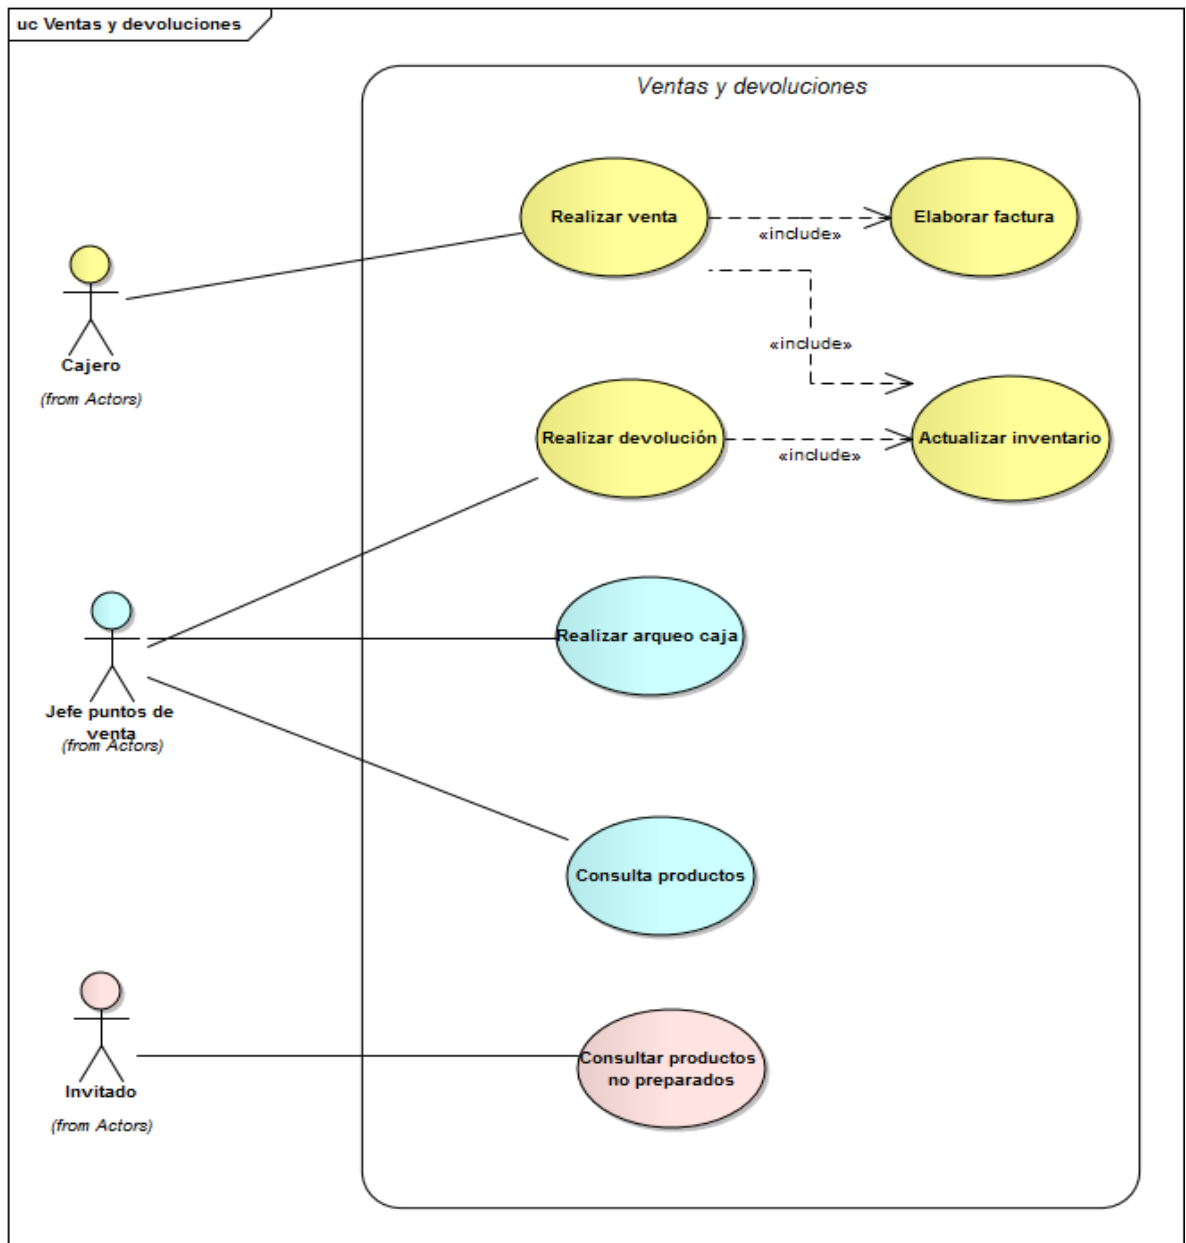 uc Ventas y devoluciones
Ventas y devoluciones
Realizar venta
«include»
Elaborar factura
Cajero
(from Actors)
«include»
Realizar devolución
«include»
Actualizar inventario
Realizar arqueo caja
Jefe puntos de
venta
(from Actors)
Consulta productos
Consultar productos
no preparados
Invitado
(from Actors)